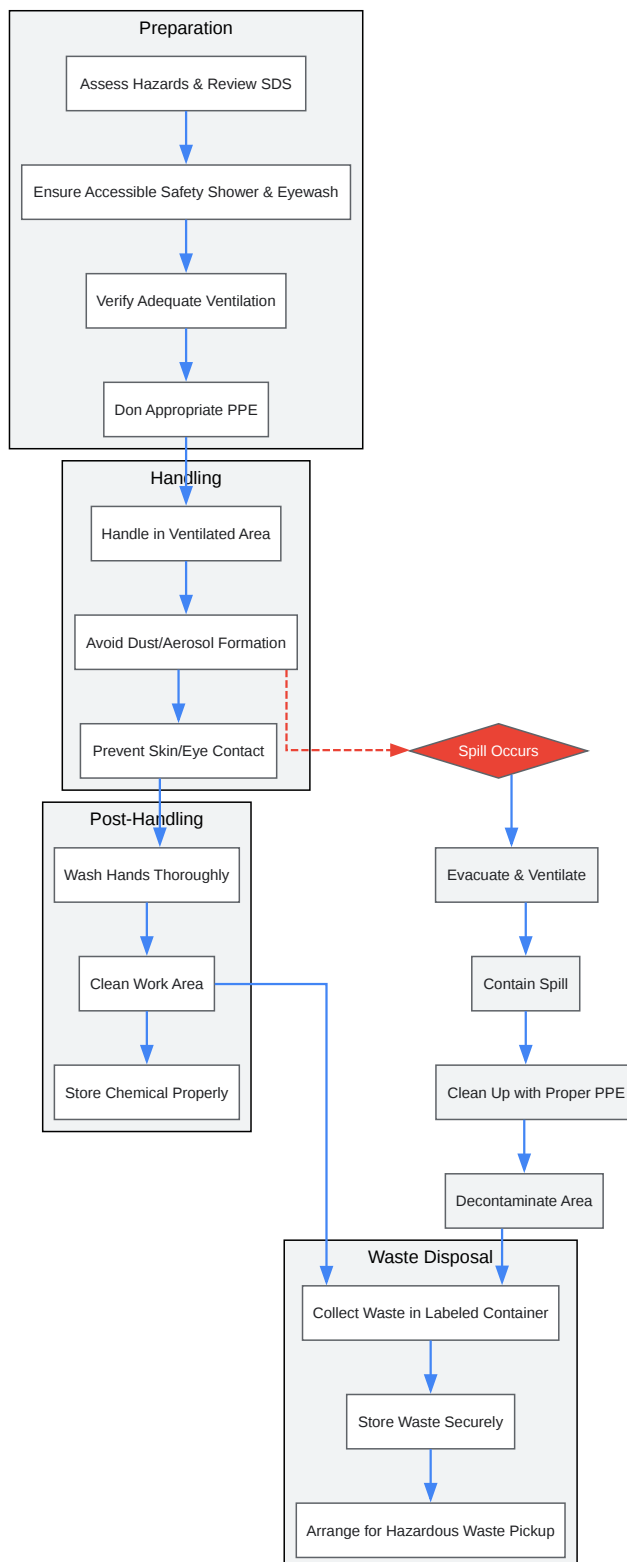 Preparation
Assess Hazards & Review SDS
Ensure Accessible Safety Shower & Eyewash
Verify Adequate Ventilation
Don Appropriate PPE
Handling
Handle in Ventilated Area
Avoid Dust/Aerosol Formation
Prevent Skin/Eye Contact
Spill Occurs
Post-Handling
Wash Hands Thoroughly
Evacuate & Ventilate
Clean Work Area
Contain Spill
Store Chemical Properly
Clean Up with Proper PPE
Decontaminate Area
Waste Disposal
Collect Waste in Labeled Container
Store Waste Securely
Arrange for Hazardous Waste Pickup